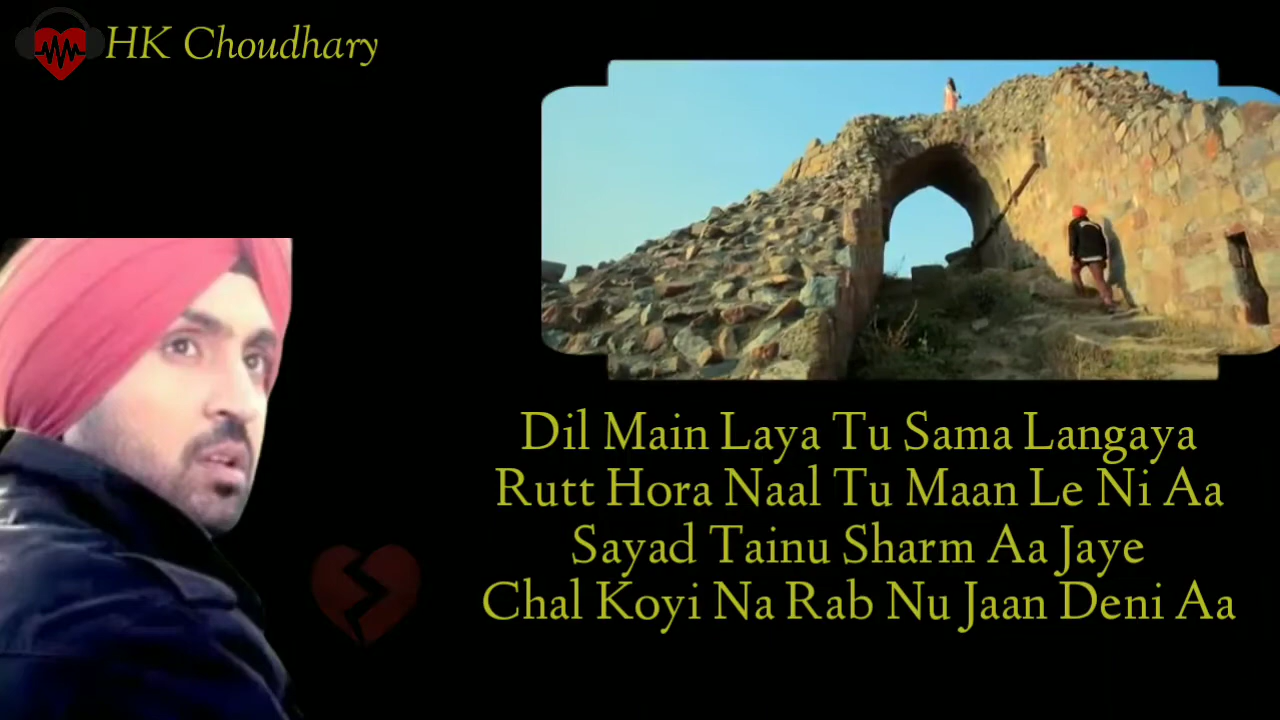 HK Choudhary
Dil Main Laya Tu Sama Langaya
Rutt Hora Naal Tu Maan Le Ni Aa
Sayad Tainu Sharm Aa Jaye
Chal Koyi Na Rab Nu Jaan Deni Aa